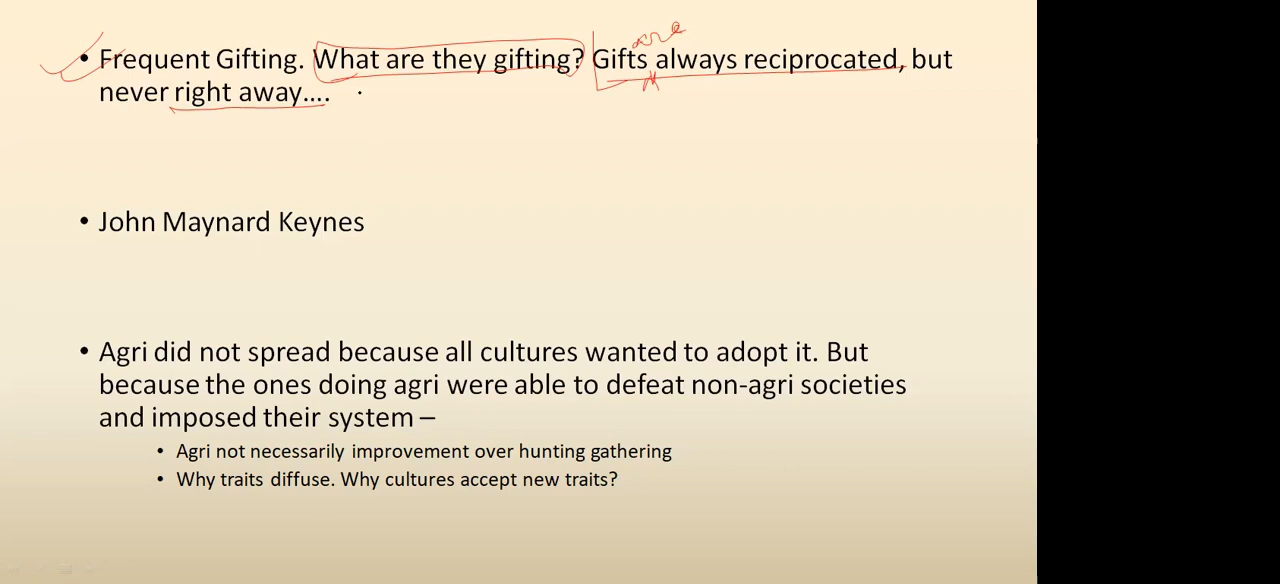 are
• Frequent Gifting. What are they gifting? Gifts always reciprocated, but
never right away….
• John Maynard Keynes
• Agri did not spread because all cultures wanted to adopt it. But
because the ones doing agri were able to defeat non-agri societies
and imposed their system –
• Agri not necessarily improvement over hunting gathering
• Why traits diffuse. Why cultures accept new traits?